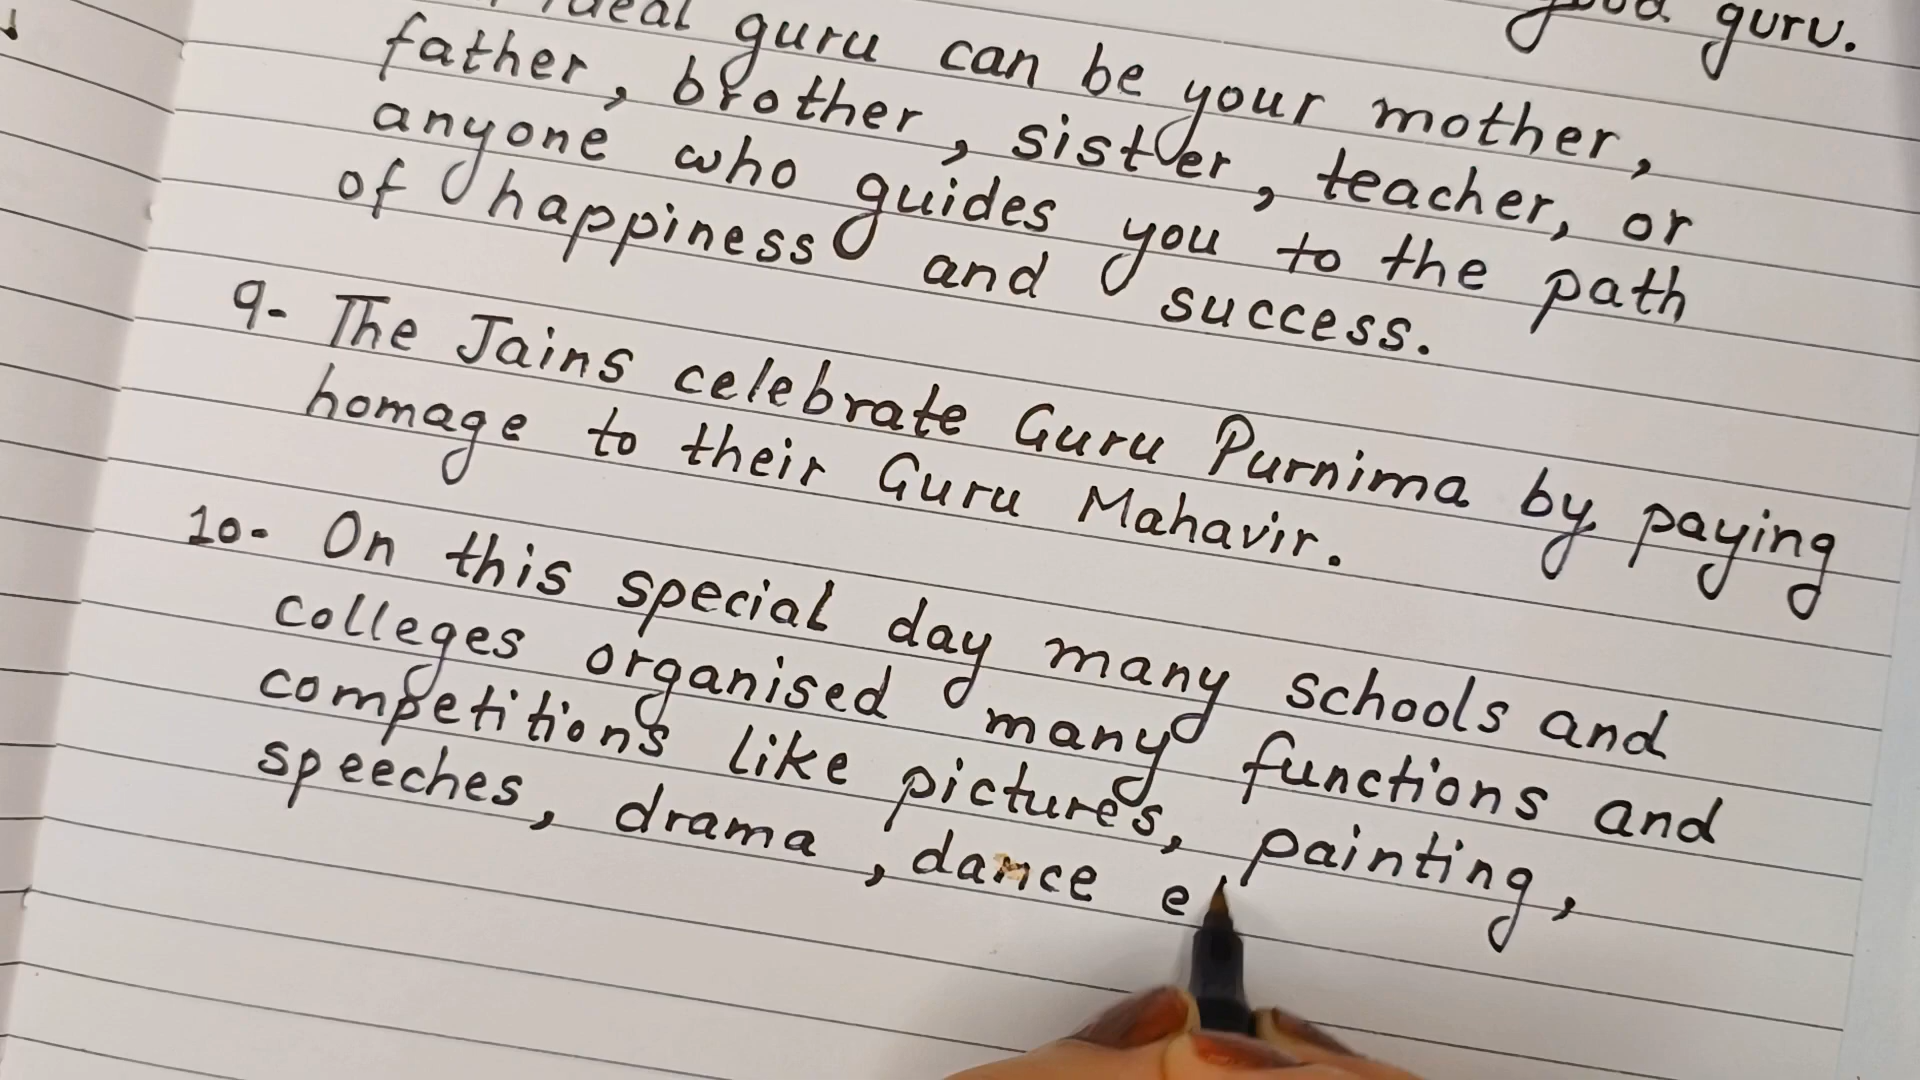 good guru.
ideal guru can be your mother,
father, brother, sister, teacher, or
anyone who guides you to the path
of happiness and success.
9- The Jains celebrate Guru Purnima by paying
homage to their Guru Mahavir.
10- On this special day many schools and
colleges organised many functions and
competitions like pictures, painting,
speeches, drama, dance e